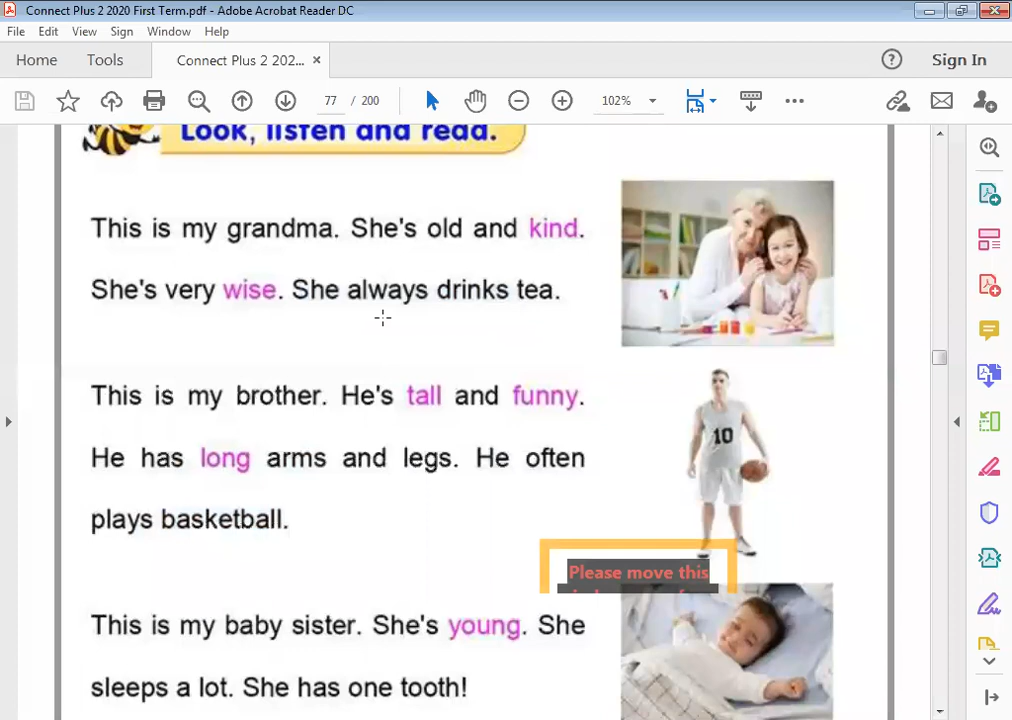 Connect Plus 2 2020 First Term.pdf - Adobe Acrobat Reader DC
File Edit View Sign Window Help
Home Tools Connect Plus 2 202... × Sign In
77 / 200 102%
Look, listen and read.
This is my grandma. She's old and kind.
She's very wise. She always drinks tea.
This is my brother. He's tall and funny.
He has long arms and legs. He often
plays basketball.
10
Please move this
This is my baby sister. She's young. She
sleeps a lot. She has one tooth!